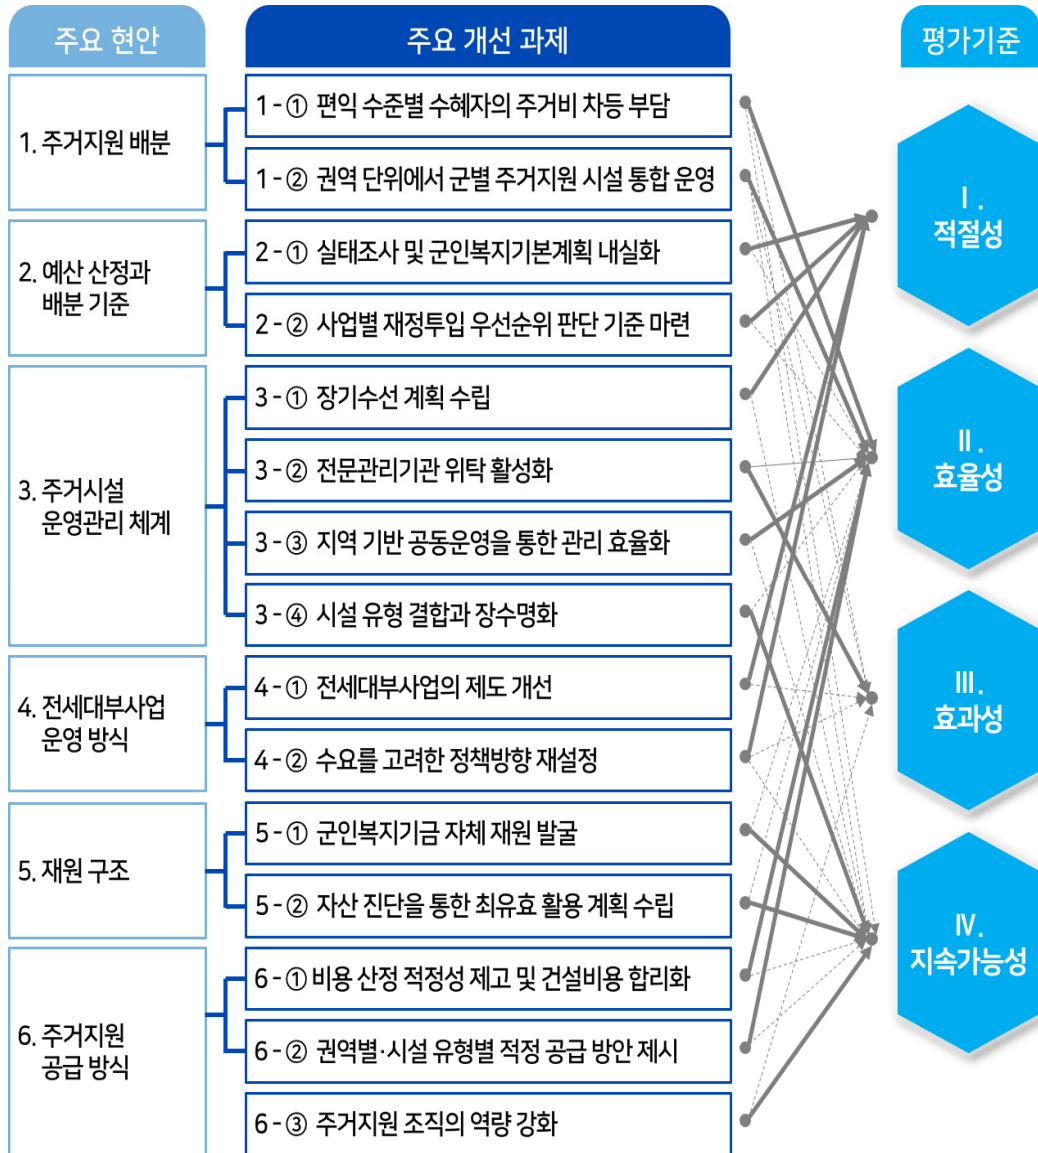 주요 현안
주요 개선 과제
평가기준
1. 주거지원 배분
1-① 편익 수준별 수혜자의 주거비 차등 부담
1-② 권역 단위에서 군별 주거지원 시설 통합 운영
2. 예산 산정과
배분 기준
2-① 실태조사 및 군인복지기본계획 내실화
2-② 사업별 재정투입 우선순위 판단 기준 마련
3. 주거시설
운영관리 체계
3-① 장기수선 계획 수립
3-② 전문관리기관 위탁 활성화
3-③ 지역 기반 공동운영을 통한 관리 효율화
3-④ 시설 유형 결합과 장수명화
4. 전세대부사업
운영 방식
4-① 전세대부사업의 제도 개선
4-② 수요를 고려한 정책방향 재설정
5. 재원 구조
5-① 군인복지기금 자체 재원 발굴
5-② 자산 진단을 통한 최유효 활용 계획 수립
6. 주거지원
공급 방식
6-① 비용 산정 적정성 제고 및 건설비용 합리화
6-② 권역별·시설 유형별 적정 공급 방안 제시
6-③ 주거지원 조직의 역량 강화
Ⅰ.
적절성
Ⅱ.
효율성
Ⅲ.
효과성
Ⅳ.
지속가능성